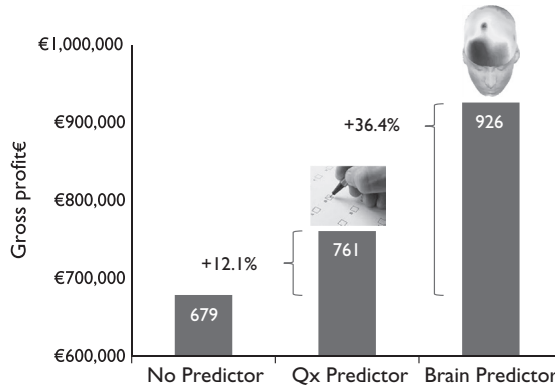 Gross profit€
€1,000,000
€900,000
€800,000
€700,000
€600,000
+12.1%
+36.4%
679
761
926
No Predictor
Qx Predictor
Brain Predictor